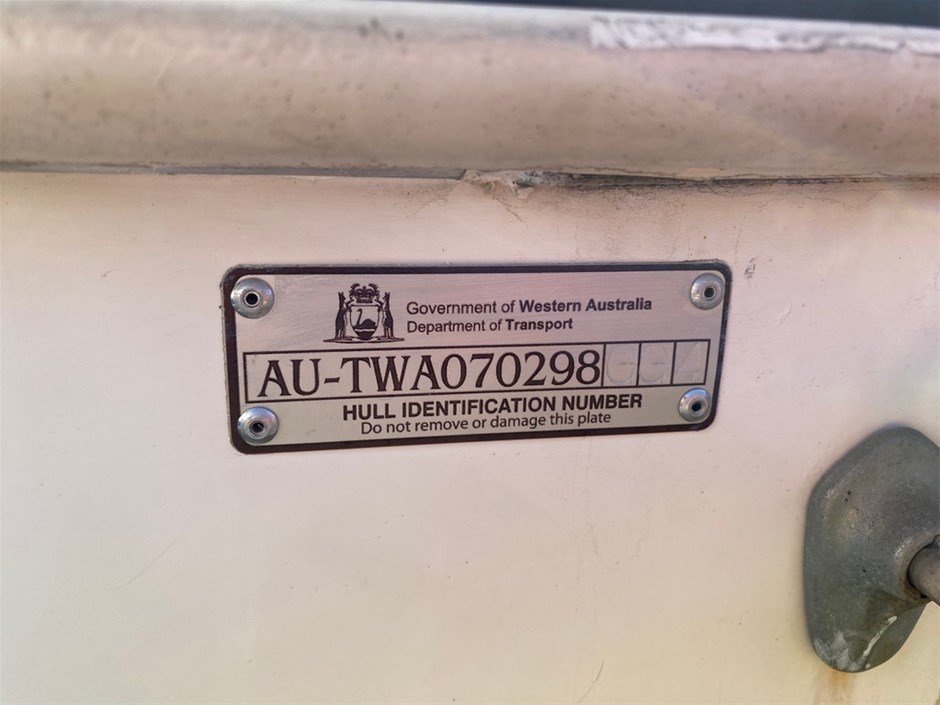 Government of Western Australia
Department of Transport
AU-TWA070298
HULL IDENTIFICATION NUMBER
Do not remove or damage this plate